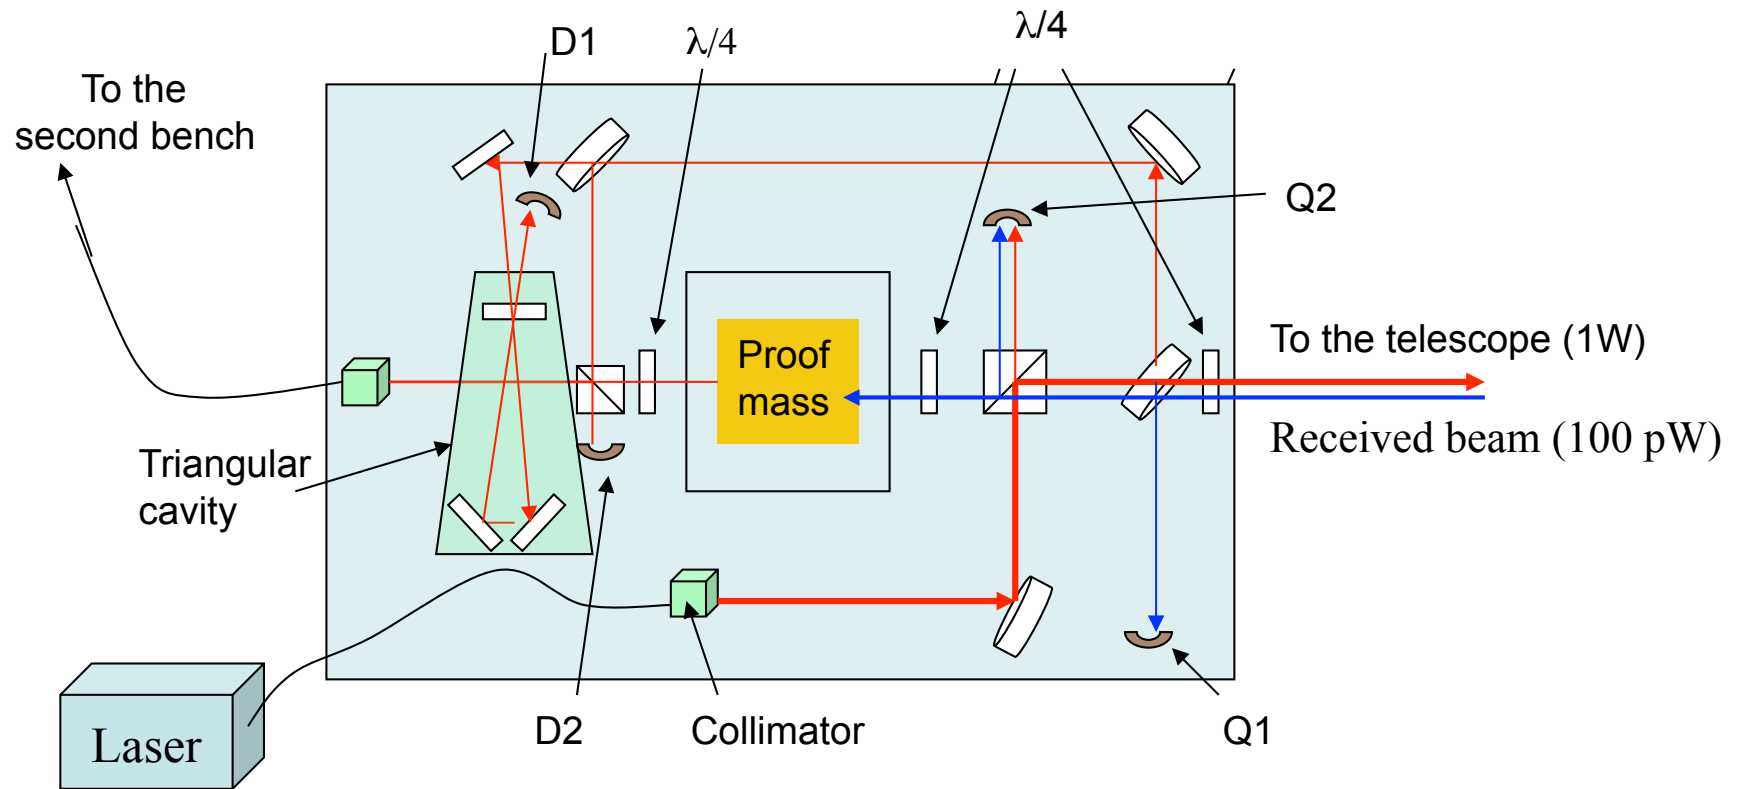 D1
λ/4
λ/4
To the
second bench
Q2
Proof
mass
To the telescope (1W)
Received beam (100 pW)
Triangular
cavity
D2
Collimator
Q1
Laser